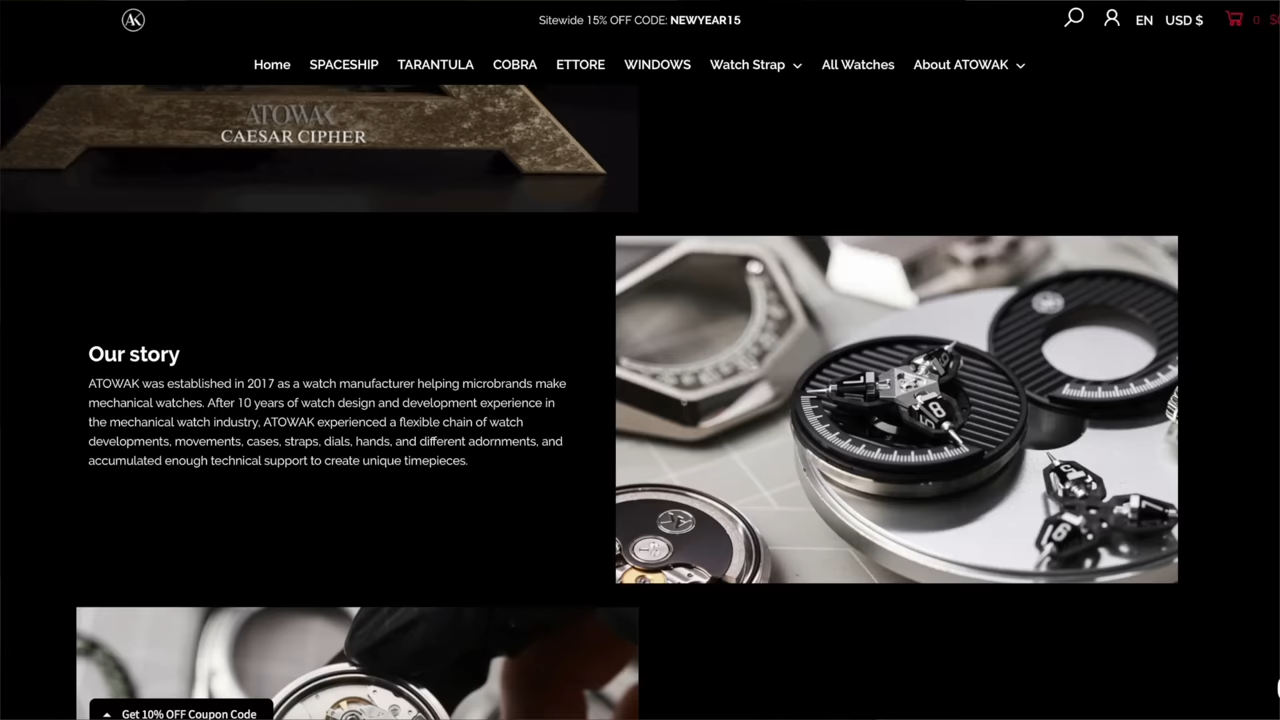 AK
Sitewide 15% OFF CODE: NEWYEAR15
EN USD $
0
Home SPACESHIP TARANTULA COBRA ETTORE WINDOWS Watch Strap All Watches About ATOWAK
ATOWAK
CAESAR CIPHER
Our story
ATOWAK was established in 2017 as a watch manufacturer helping microbrands make
mechanical watches. After 10 years of watch design and development experience in
the mechanical watch industry, ATOWAK experienced a flexible chain of watch
developments, movements, cases, straps, dials, hands, and different adornments, and
accumulated enough technical support to create unique timepieces.
8
5
6
Get 10% OFF Coupon Code